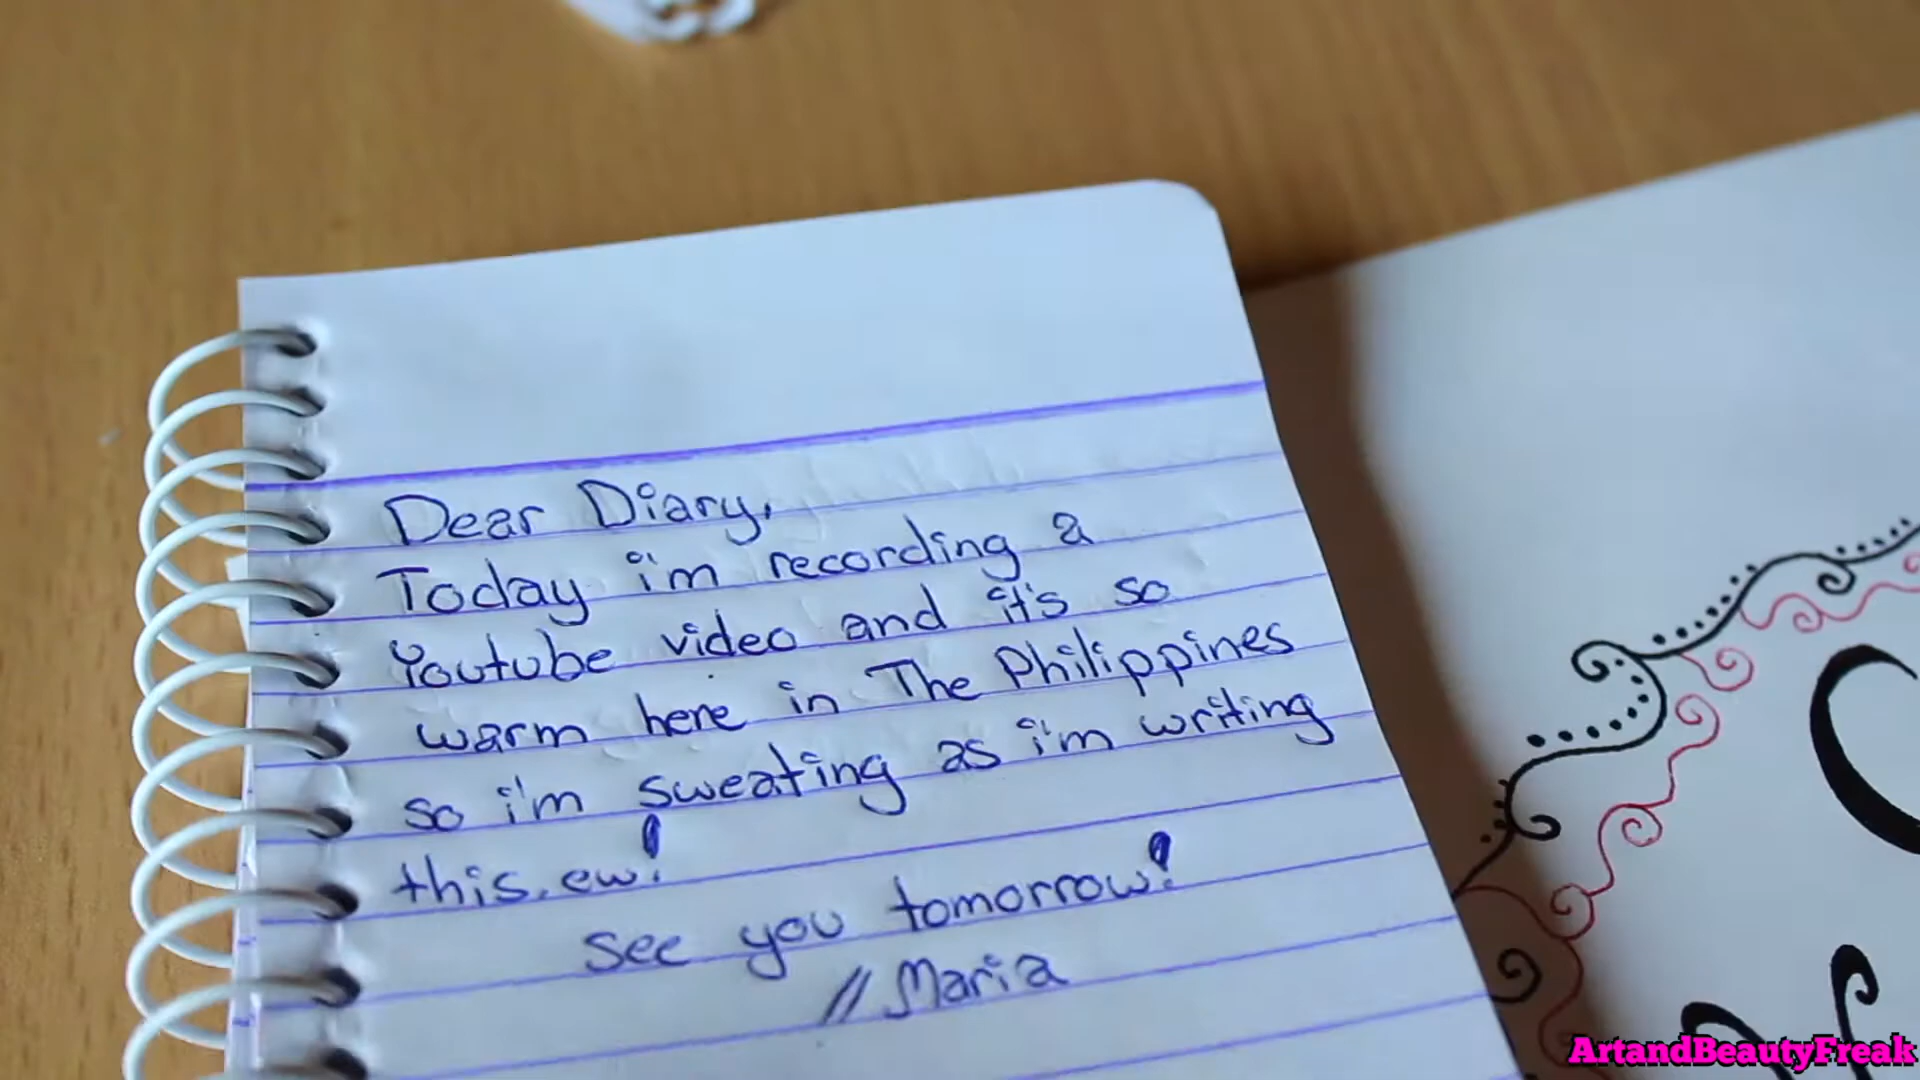 Dear Diary,
Today i'm recording a
Youtube video and it's so
warm here in The Philippines
so i'm sweating as i'm writing
this. ew!
see you tomorrow!
// Maria
ArtandBeautyFreak